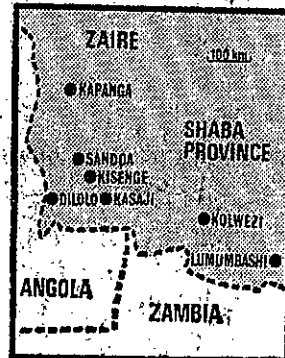 ZAIRE
100 km
KAPANGA
SHABA
PROVINCE
SANDOA
KISENGE
DILOLO
KASAJI
KOLWEZI
LUMUMBASHI
ANGOLA
ZAMBIA